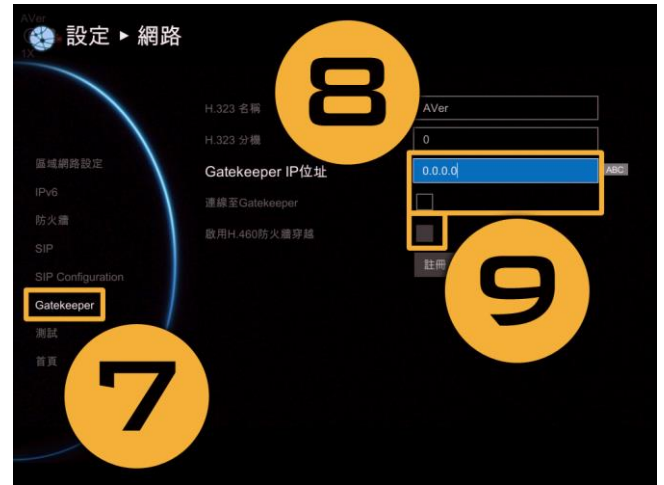 AVer
設定 ► 網路
1X
8
H.323 名稱
AVer
H.323 分機
0
區域網路設定
Gatekeeper IP位址
0.0.0.0
ABC
IPv6
連線至Gatekeeper
防火牆
啟用H.460防火牆穿越
SIP
註冊
9
SIP Configuration
Gatekeeper
測試
首頁
7